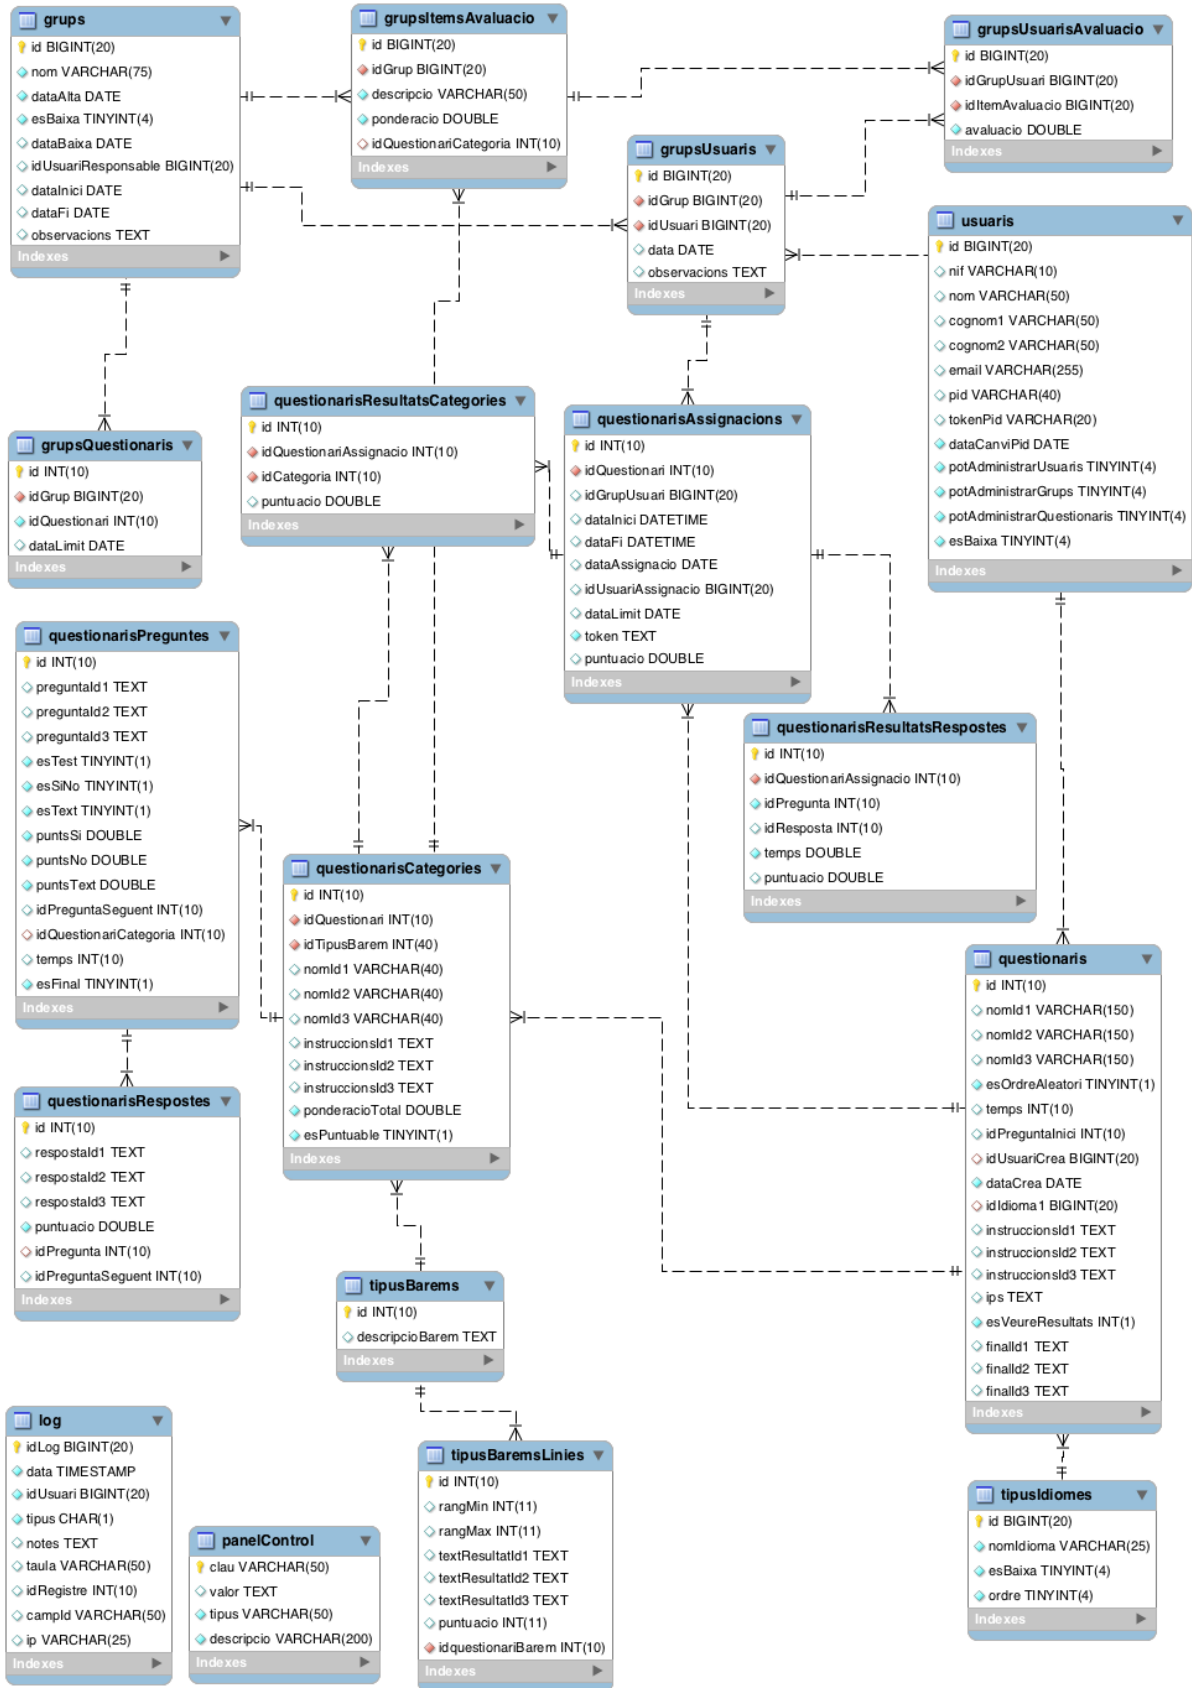 grups
id BIGINT(20)
nom VARCHAR(75)
dataAlta DATE
esBaixa TINYINT(4)
dataBaixa DATE
idUsuariResponsable BIGINT(20)
dataInici DATE
dataFi DATE
observacions TEXT
Indexes
grupsItemsAvaluacio
id BIGINT(20)
idGrup BIGINT(20)
descripcio VARCHAR(50)
ponderacio DOUBLE
idQuestionariCategoria INT(10)
Indexes
grupsUsuarisAvaluacio
id BIGINT(20)
idGrupUsuari BIGINT(20)
idItemAvaluacio BIGINT(20)
avaluacio DOUBLE
Indexes
grupsUsuaris
id BIGINT(20)
idGrup BIGINT(20)
idUsuari BIGINT(20)
data DATE
observacions TEXT
Indexes
usuaris
id BIGINT(20)
nif VARCHAR(10)
nom VARCHAR(50)
cognom1 VARCHAR(50)
cognom2 VARCHAR(50)
email VARCHAR(255)
pid VARCHAR(40)
tokenPid VARCHAR(20)
dataCanviPid DATE
potAdministrarUsuaris TINYINT(4)
potAdministrarGrups TINYINT(4)
potAdministrarQuestionaris TINYINT(4)
esBaixa TINYINT(4)
Indexes
grupsQuestionaris
id INT(10)
idGrup BIGINT(20)
idQuestionari INT(10)
dataLimit DATE
Indexes
questionarisResultatsCategories
id INT(10)
idQuestionariAssignacio INT(10)
idCategoria INT(10)
puntuacio DOUBLE
Indexes
questionarisAssignacions
id INT(10)
idQuestionari INT(10)
idGrupUsuari BIGINT(20)
dataInici DATETIME
dataFi DATETIME
dataAssignacio DATE
idUsuariAssignacio BIGINT(20)
dataLimit DATE
token TEXT
puntuacio DOUBLE
Indexes
questionarisPreguntes
id INT(10)
preguntaId1 TEXT
preguntaId2 TEXT
preguntaId3 TEXT
esTest TINYINT(1)
esSiNo TINYINT(1)
esText TINYINT(1)
puntsSi DOUBLE
puntsNo DOUBLE
puntsText DOUBLE
idPreguntaSeguent INT(10)
idQuestionariCategoria INT(10)
temps INT(10)
esFinal TINYINT(1)
Indexes
questionarisResultatsRespostes
id INT(10)
idQuestionariAssignacio INT(10)
idPregunta INT(10)
idResposta INT(10)
temps DOUBLE
puntuacio DOUBLE
Indexes
questionarisCategories
id INT(10)
idQuestionari INT(10)
idTipusBarem INT(40)
nomId1 VARCHAR(40)
nomId2 VARCHAR(40)
nomId3 VARCHAR(40)
instruccionsId1 TEXT
instruccionsId2 TEXT
instruccionsId3 TEXT
ponderacioTotal DOUBLE
esPuntuable TINYINT(1)
Indexes
questionaris
id INT(10)
nomId1 VARCHAR(150)
nomId2 VARCHAR(150)
nomId3 VARCHAR(150)
esOrdreAleatori TINYINT(1)
temps INT(10)
idPreguntaInici INT(10)
idUsuariCrea BIGINT(20)
dataCrea DATE
idIdioma1 BIGINT(20)
instruccionsId1 TEXT
instruccionsId2 TEXT
instruccionsId3 TEXT
ips TEXT
esVeureResultats INT(1)
finalId1 TEXT
finalId2 TEXT
finalId3 TEXT
Indexes
questionarisRespostes
id INT(10)
respostaId1 TEXT
respostaId2 TEXT
respostaId3 TEXT
puntuacio DOUBLE
idPregunta INT(10)
idPreguntaSeguent INT(10)
Indexes
tipusBarems
id INT(10)
descripcioBarem TEXT
Indexes
log
idLog BIGINT(20)
data TIMESTAMP
idUsuari BIGINT(20)
tipus CHAR(1)
notes TEXT
taula VARCHAR(50)
idRegistre INT(10)
campId VARCHAR(50)
ip VARCHAR(25)
Indexes
panelControl
clau VARCHAR(50)
valor TEXT
tipus VARCHAR(50)
descripcio VARCHAR(200)
Indexes
tipusBaremsLinies
id INT(10)
rangMin INT(11)
rangMax INT(11)
textResultatId1 TEXT
textResultatId2 TEXT
textResultatId3 TEXT
puntuacio INT(11)
idquestionariBarem INT(10)
Indexes
tipusIdiomes
id BIGINT(20)
nomIdioma VARCHAR(25)
esBaixa TINYINT(4)
ordre TINYINT(4)
Indexes